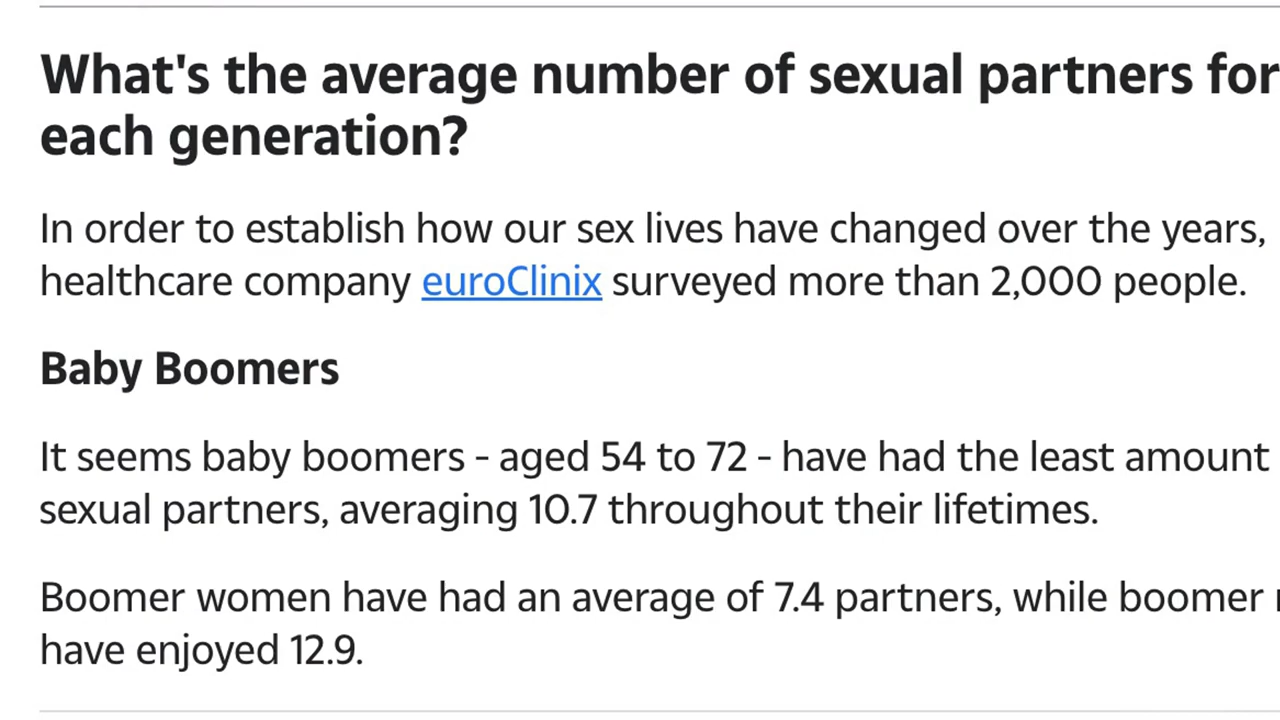 What's the average number of sexual partners for
each generation?
In order to establish how our sex lives have changed over the years,
healthcare company euroClinix surveyed more than 2,000 people.
Baby Boomers
It seems baby boomers - aged 54 to 72 - have had the least amount
sexual partners, averaging 10.7 throughout their lifetimes.
Boomer women have had an average of 7.4 partners, while boomer
have enjoyed 12.9.